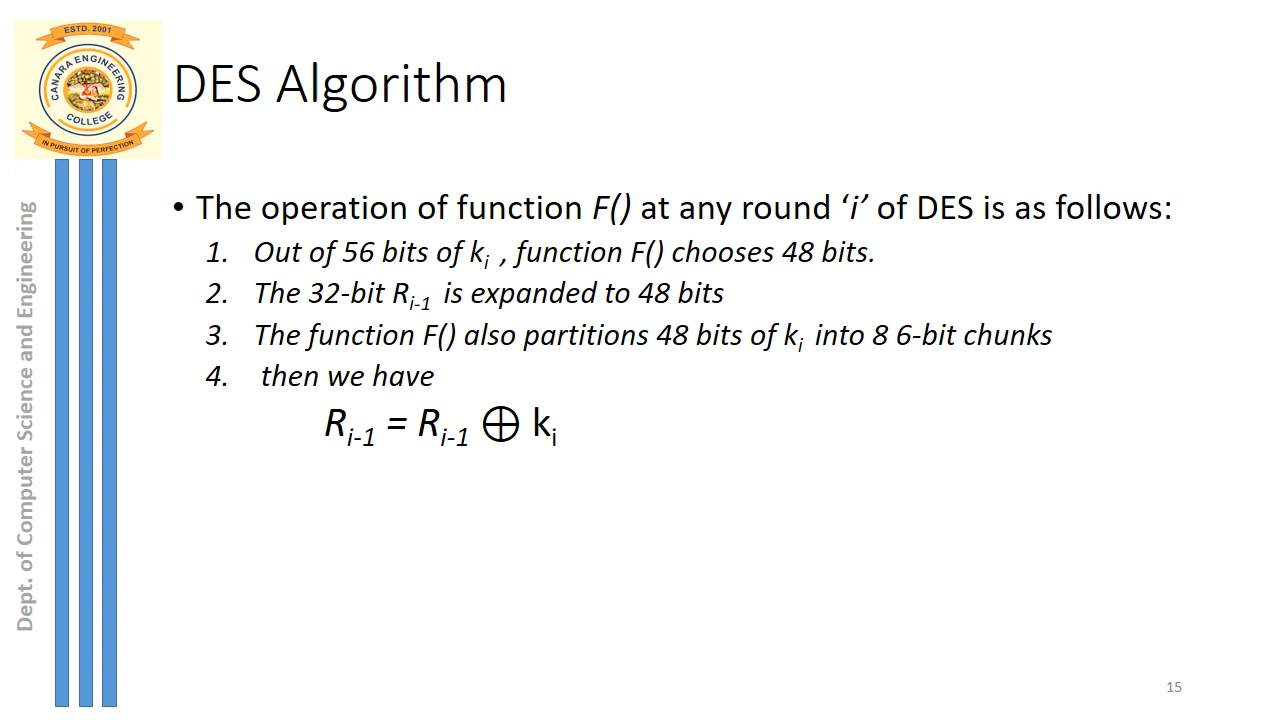 ESTD. 2001
CANARA ENGINEERING
COLLEGE
IN PURSUIT OF PERFECTION
DES Algorithm
Dept. of Computer Science and Engineering
• The operation of function F() at any round ‘i’ of DES is as follows:
1. Out of 56 bits of kᵢ , function F() chooses 48 bits.
2. The 32-bit Rᵢ₋₁ is expanded to 48 bits
3. The function F() also partitions 48 bits of kᵢ into 8 6-bit chunks
4. then we have
Rᵢ₋₁ = Rᵢ₋₁ ⊕ kᵢ
15